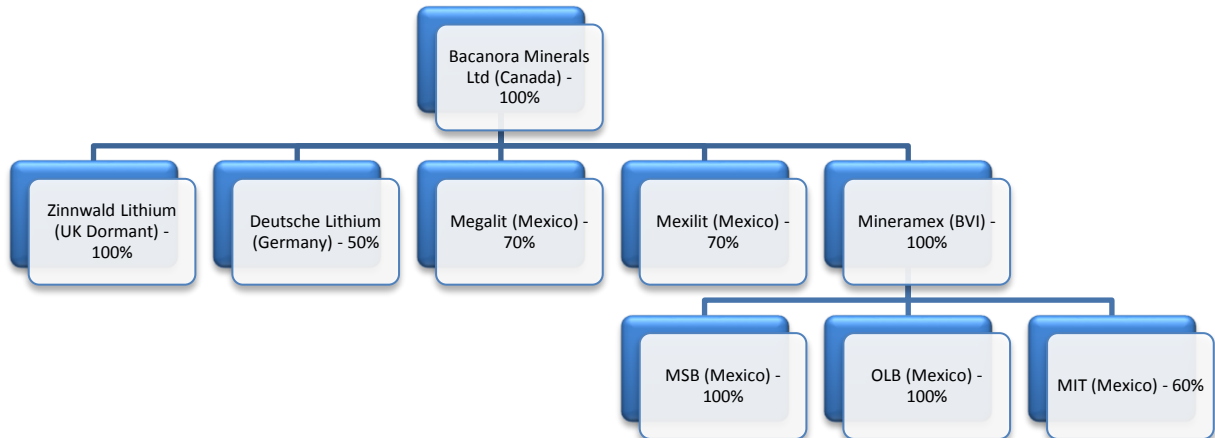 Bacanora Minerals
Ltd (Canada) -
100%
Zinnwald Lithium
(UK Dormant) -
100%
Deutsche Lithium
(Germany) - 50%
Megalit (Mexico) -
70%
Mexilit (Mexico) -
70%
Mineramex (BVI) -
100%
MSB (Mexico) -
100%
OLB (Mexico) -
100%
MIT (Mexico) - 60%